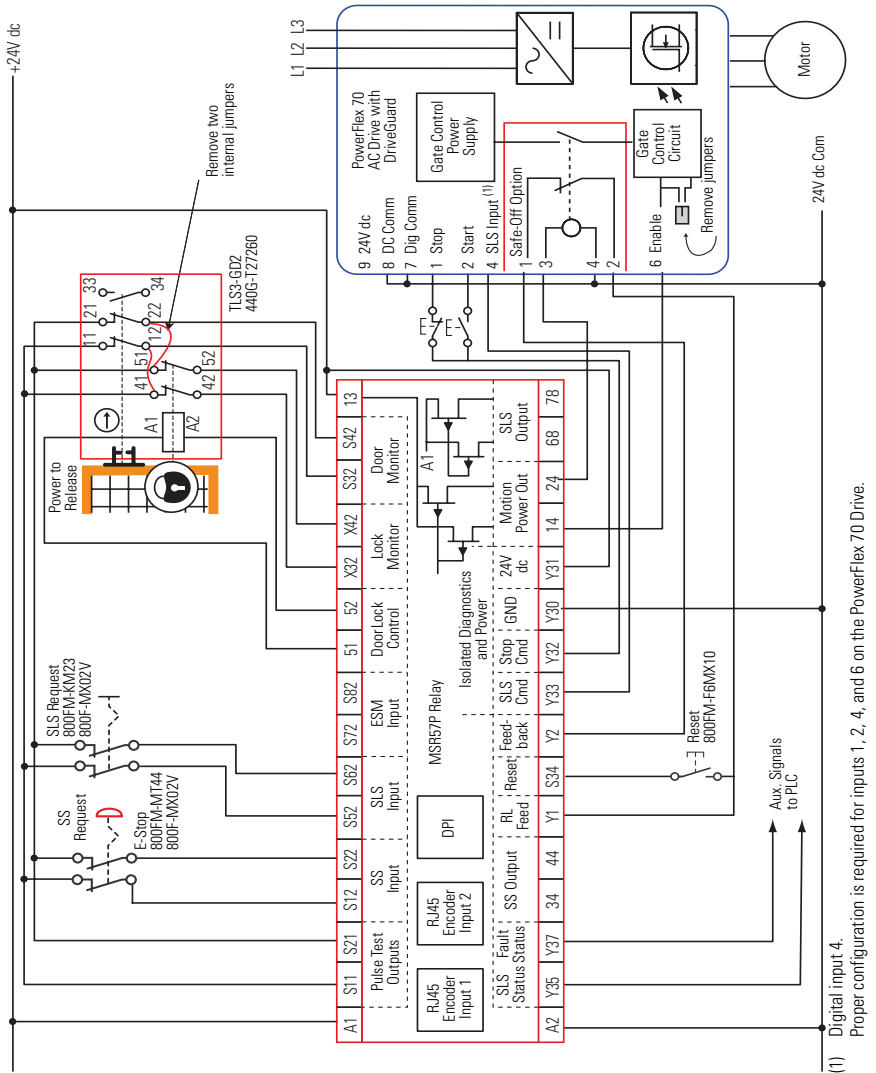 +24V dc
Power to
Release
Remove two
internal jumpers
TLS3-GD2
440G-T27260
33
34
21
22
11
12
51
52
41
42
A1
A2
SLS Request
800FM-KM23
800F-MX02V
SS
Request
E-Stop
800FM-MT44
800F-MX02V
A1
S11
S21
S12
S22
S52
S62
S72
S82
51
52
X32
X42
S32
S42
13
Pulse Test
Outputs
SS
Input
SLS
Input
ESM
Input
DoorLock
Control
Lock
Monitor
Door
Monitor
RJ45
Encoder
Input 1
RJ45
Encoder
Input 2
DPI
MSR57P Relay
Isolated Diagnostics
and Power
A1
SLS
Status
Fault
Status
SS Output
RL
Feed
Reset
Feed-
back
SLS
Cmd
Stop
Cmd
GND
24V
dc
Motion
Power Out
SLS
Output
A2
Y35
Y37
34
44
Y1
S34
Y2
Y33
Y32
Y30
Y31
14
24
68
78
Reset
800FM-F6MX10
Aux. Signals
to PLC
L1
L2
L3
PowerFlex 70
AC Drive with
DriveGuard
9 24V dc
8 DC Comm
7 Dig Comm
1 Stop
2 Start
4 SLS Input (1)
Safe-Off Option
1
3
4
2
6 Enable
Gate Control
Power
Supply
Gate
Control
Circuit
Remove jumpers
Motor
24V dc Com
(1) Digital input 4.
Proper configuration is required for inputs 1, 2, 4, and 6 on the PowerFlex 70 Drive.